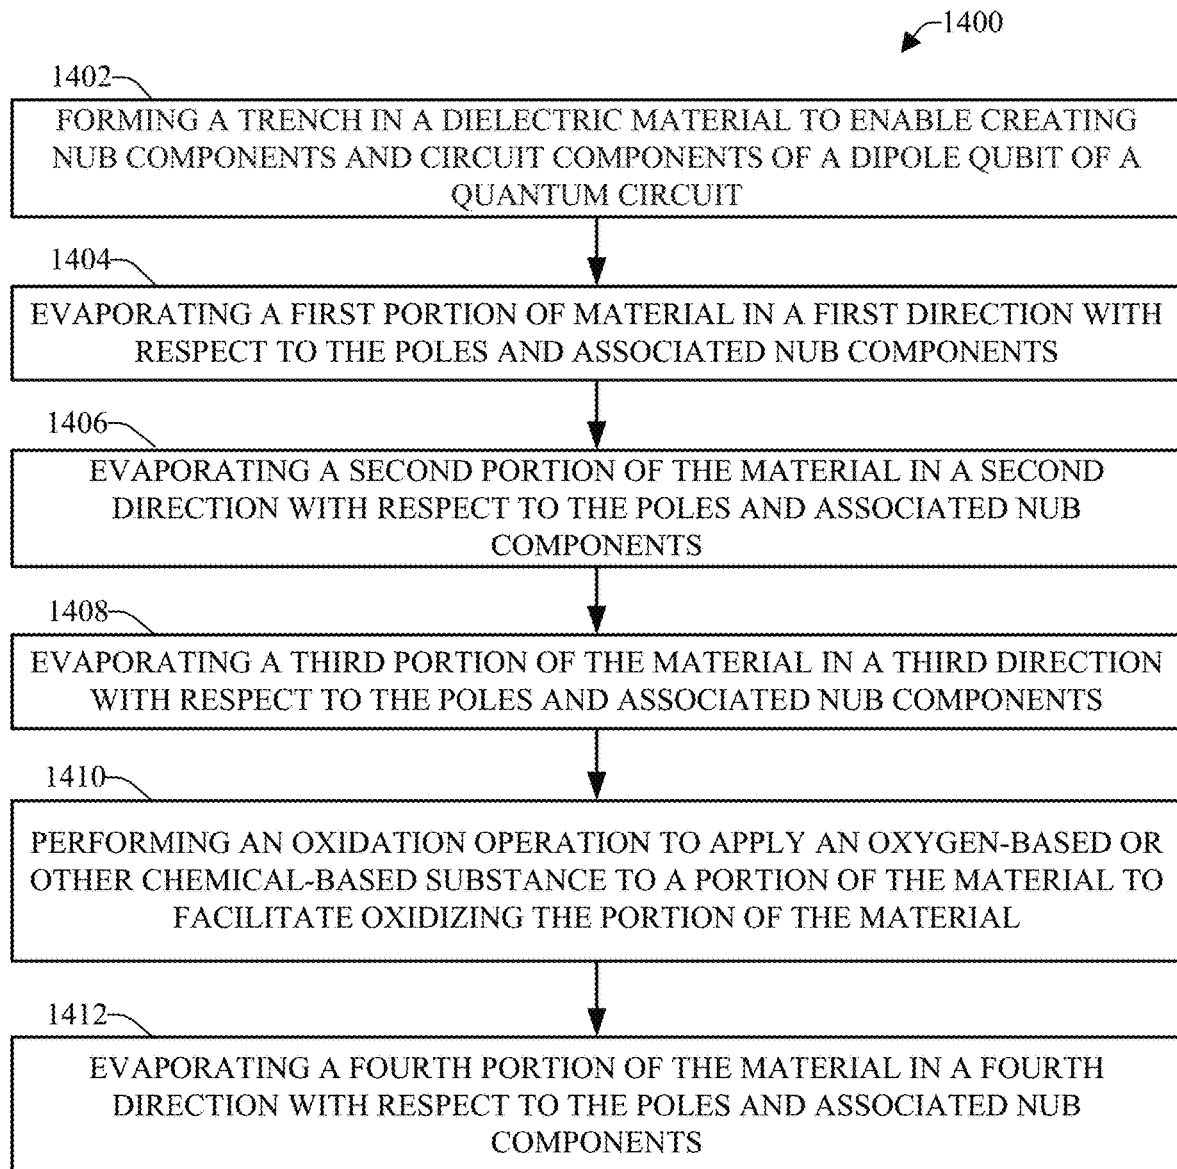 1400
1402
FORMING A TRENCH IN A DIELECTRIC MATERIAL TO ENABLE CREATING
NUB COMPONENTS AND CIRCUIT COMPONENTS OF A DIPOLE QUBIT OF A
QUANTUM CIRCUIT
1404
EVAPORATING A FIRST PORTION OF MATERIAL IN A FIRST DIRECTION WITH
RESPECT TO THE POLES AND ASSOCIATED NUB COMPONENTS
1406
EVAPORATING A SECOND PORTION OF THE MATERIAL IN A SECOND
DIRECTION WITH RESPECT TO THE POLES AND ASSOCIATED NUB
COMPONENTS
1408
EVAPORATING A THIRD PORTION OF THE MATERIAL IN A THIRD DIRECTION
WITH RESPECT TO THE POLES AND ASSOCIATED NUB COMPONENTS
1410
PERFORMING AN OXIDATION OPERATION TO APPLY AN OXYGEN-BASED OR
OTHER CHEMICAL-BASED SUBSTANCE TO A PORTION OF THE MATERIAL TO
FACILITATE OXIDIZING THE PORTION OF THE MATERIAL
1412
EVAPORATING A FOURTH PORTION OF THE MATERIAL IN A FOURTH
DIRECTION WITH RESPECT TO THE POLES AND ASSOCIATED NUB
COMPONENTS